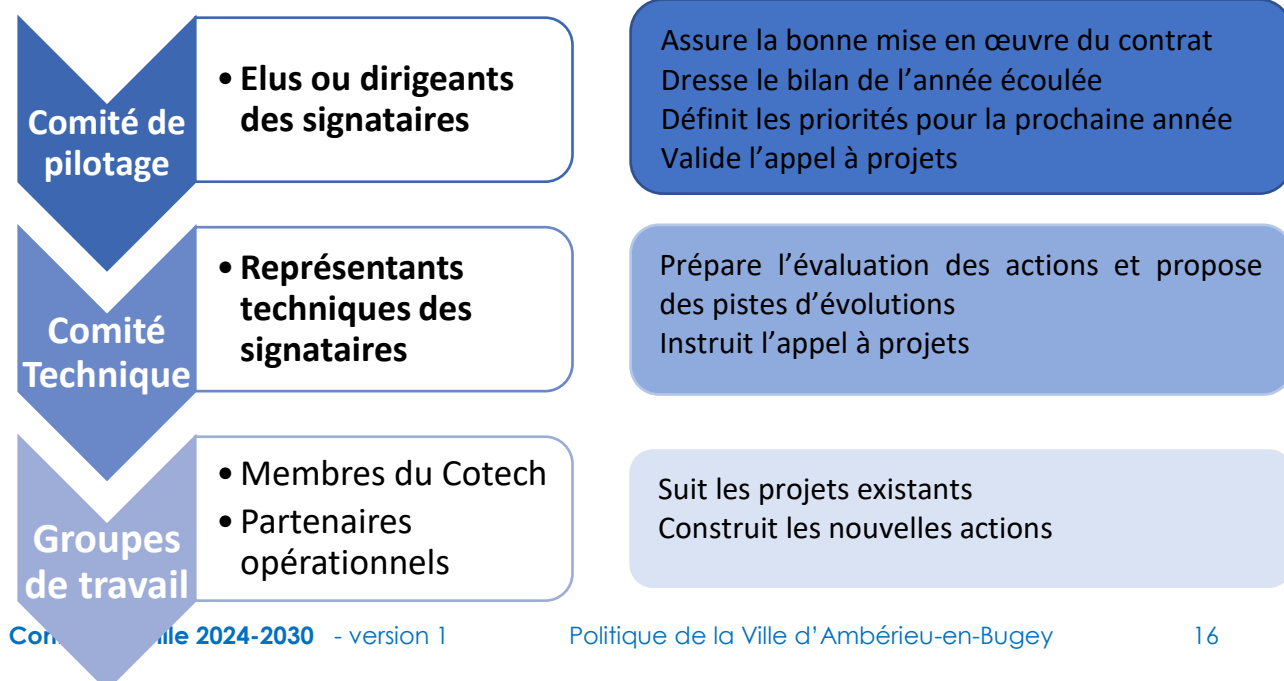 Comité de
pilotage
• Elus ou dirigeants
des signataires
Assure la bonne mise en œuvre du contrat
Dresse le bilan de l’année écoulée
Définit les priorités pour la prochaine année
Valide l’appel à projets
Comité
Technique
• Représentants
techniques des
signataires
Prépare l’évaluation des actions et propose
des pistes d’évolutions
Instruit l’appel à projets
Groupes
de travail
• Membres du Cotech
• Partenaires
opérationnels
Suit les projets existants
Construit les nouvelles actions
2024-2030 - version 1 Politique de la Ville d’Ambérieu-en-Bugey 16